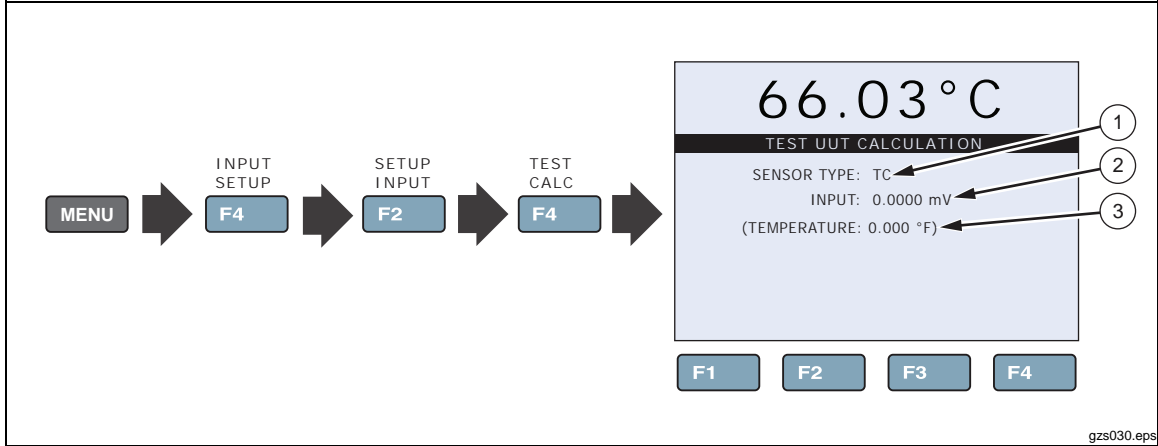 INPUT
SETUP
SETUP
INPUT
TEST
CALC
MENU
F4
F2
F4
66.03°C
TEST UUT CALCULATION
SENSOR TYPE: TC
INPUT: 0.0000 mV
(TEMPERATURE: 0.000 °F)
1
2
3
F1
F2
F3
F4
gzs030.eps